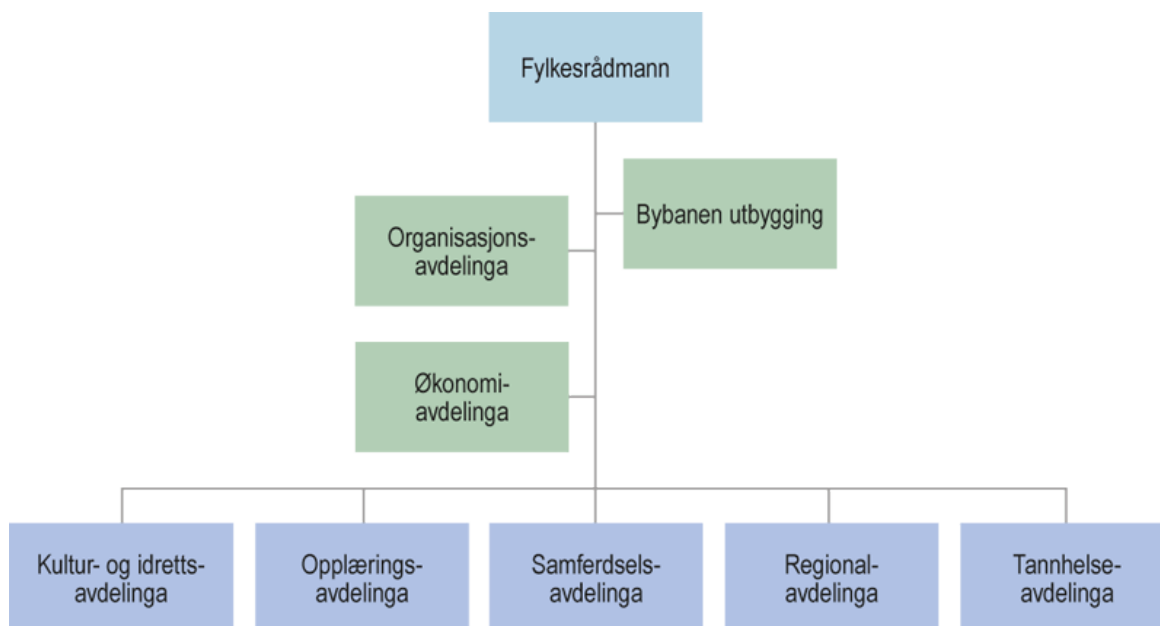 Fylkesrådmann
Bybanen utbygging
Organisasjons-
avdelinga
Økonomi-
avdelinga
Kultur- og idretts-
avdelinga
Opplærings-
avdelinga
Samferdsels-
avdelinga
Regional-
avdelinga
Tannhelse-
avdelinga